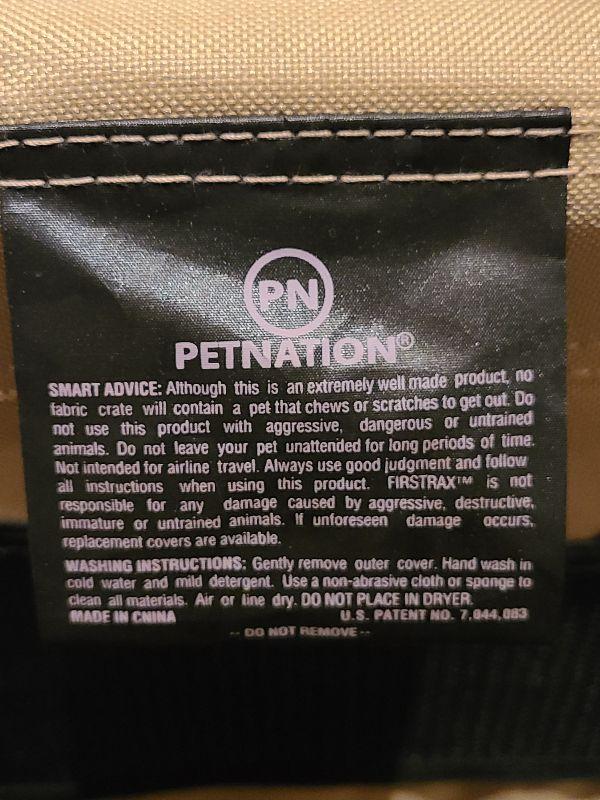 PN
PETNATION®
SMART ADVICE: Although this is an extremely well made product, no
fabric crate will contain a pet that chews or scratches to get out. Do
not use this product with aggressive, dangerous or untrained
animals. Do not leave your pet unattended for long periods of time.
Not intended for airline travel. Always use good judgment and follow
all instructions when using this product. FIRSTRAX™ is not
responsible for any damage caused by aggressive, destructive,
immature or untrained animals. If unforeseen damage occurs,
replacement covers are available.
WASHING INSTRUCTIONS: Gently remove outer cover. Hand wash in
cold water and mild detergent. Use a non-abrasive cloth or sponge to
clean all materials. Air or line dry. DO NOT PLACE IN DRYER.
MADE IN CHINA U.S. PATENT NO. 7,044,083
-- DO NOT REMOVE --